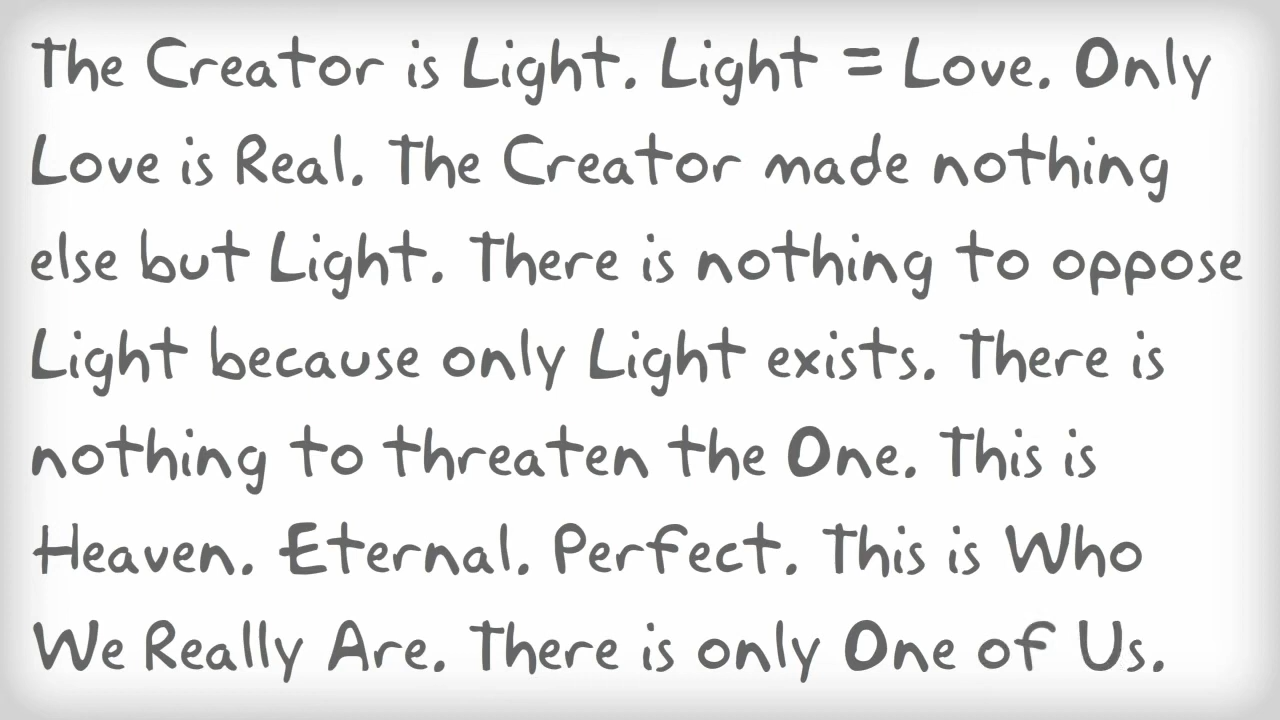 The Creator is Light. Light = Love. Only
Love is Real. The Creator made nothing
else but Light. There is nothing to oppose
Light because only Light exists. There is
nothing to threaten the One. This is
Heaven. Eternal. Perfect. This is Who
We Really Are. There is only One of Us.